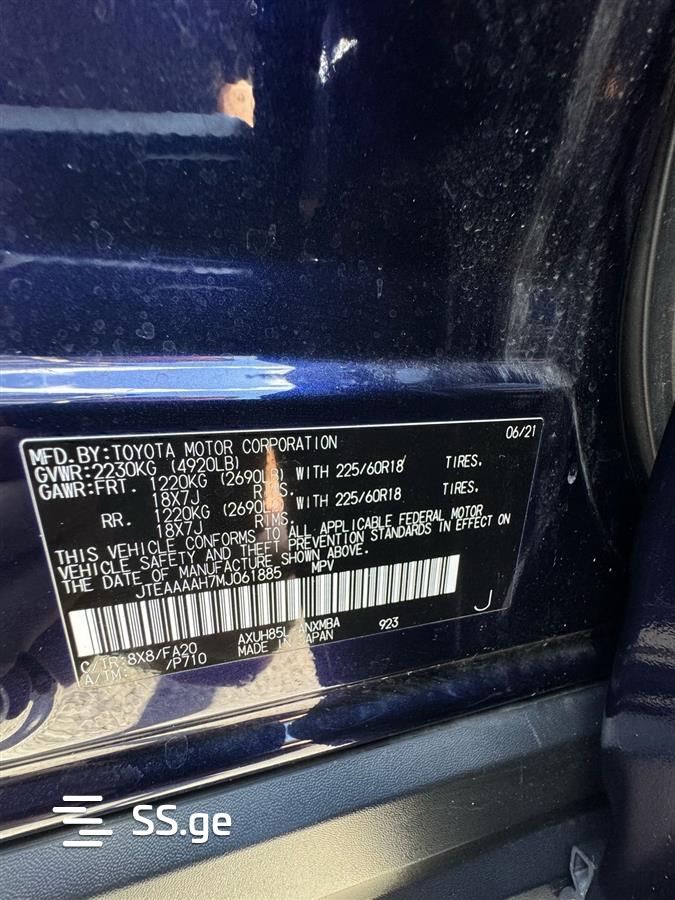 06/21
MFD.BY:TOYOTA MOTOR CORPORATION
GVWR:2230KG (4920LB)
GAWR:FRT. 1220KG (2690LB) WITH 225/60R18 TIRES.
18X7J RIMS.
RR. 1220KG (2690LB) WITH 225/60R18 TIRES.
18X7J RIMS.
THIS VEHICLE CONFORMS TO ALL APPLICABLE FEDERAL MOTOR
VEHICLE SAFETY AND THEFT PREVENTION STANDARDS IN EFFECT ON
THE DATE OF MANUFACTURE SHOWN ABOVE.
JTEAAAAH7MJ061885 MPV
C/TR:8X8/FA20 AXUH85L-ANXMBA 923 J
A/TM: /P710 MADE IN JAPAN
SS.ge